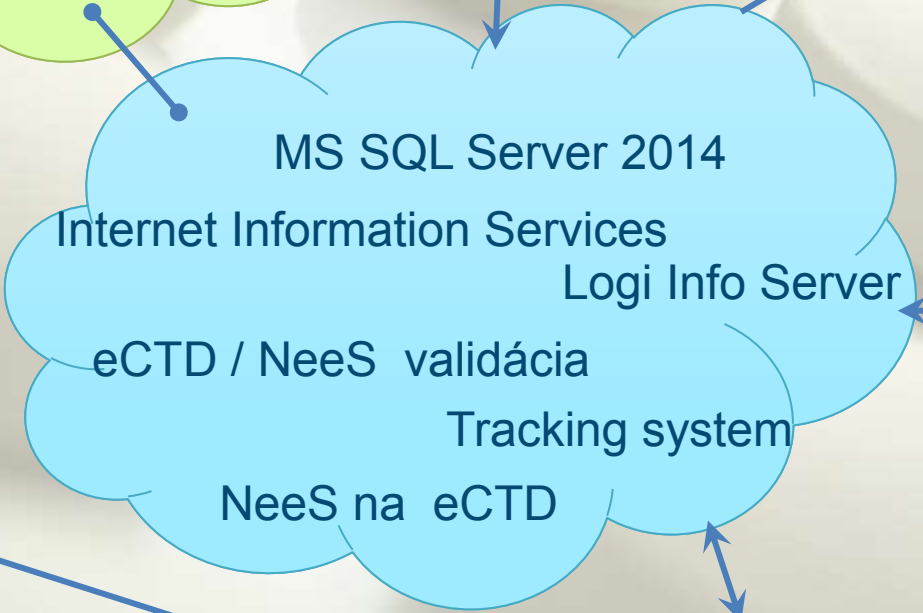 MS SQL Server 2014
Internet Information Services
Logi Info Server
eCTD / NeeS validácia
Tracking system
NeeS na eCTD